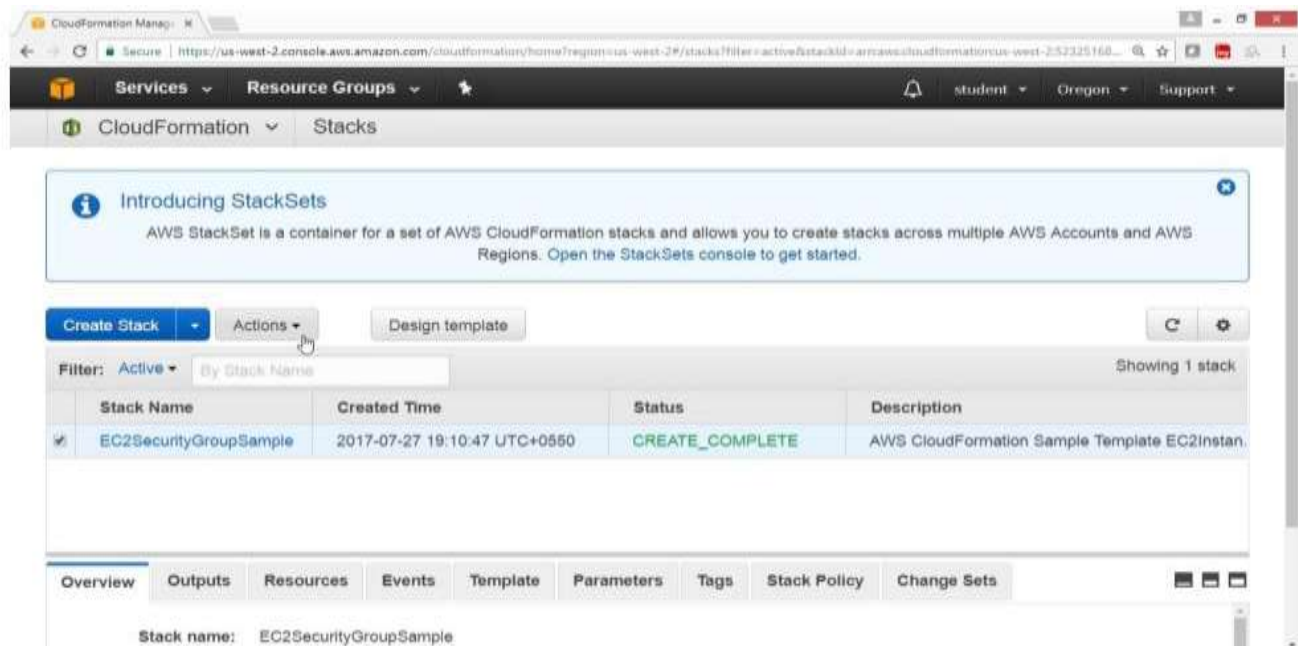 CloudFormation Manag
Secure https://us-west-2.console.aws.amazon.com/cloudformation/home?region=us-west-2#/stacks?filter=active&stackId=arn:aws:cloudformation:us-west-2:52325160...
Services Resource Groups student Oregon Support
CloudFormation Stacks
Introducing StackSets
AWS StackSet is a container for a set of AWS CloudFormation stacks and allows you to create stacks across multiple AWS Accounts and AWS
Regions. Open the StackSets console to get started.
Create Stack Actions Design template
Filter: Active By Stack Name Showing 1 stack
Stack Name Created Time Status Description
EC2SecurityGroupSample 2017-07-27 19:10:47 UTC+0550 CREATE_COMPLETE AWS CloudFormation Sample Template EC2Instan.
Overview Outputs Resources Events Template Parameters Tags Stack Policy Change Sets
Stack name: EC2SecurityGroupSample